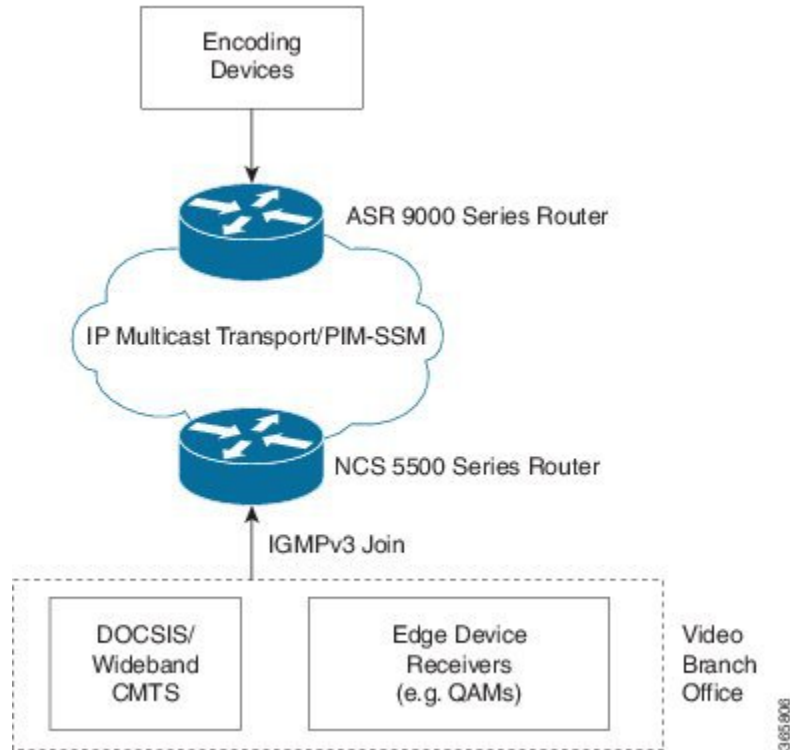 Encoding
Devices
ASR 9000 Series Router
IP Multicast Transport/PIM-SSM
NCS 5500 Series Router
IGMPv3 Join
DOCSIS/
Wideband
CMTS
Edge Device
Receivers
(e.g. QAMs)
Video
Branch
Office
365806